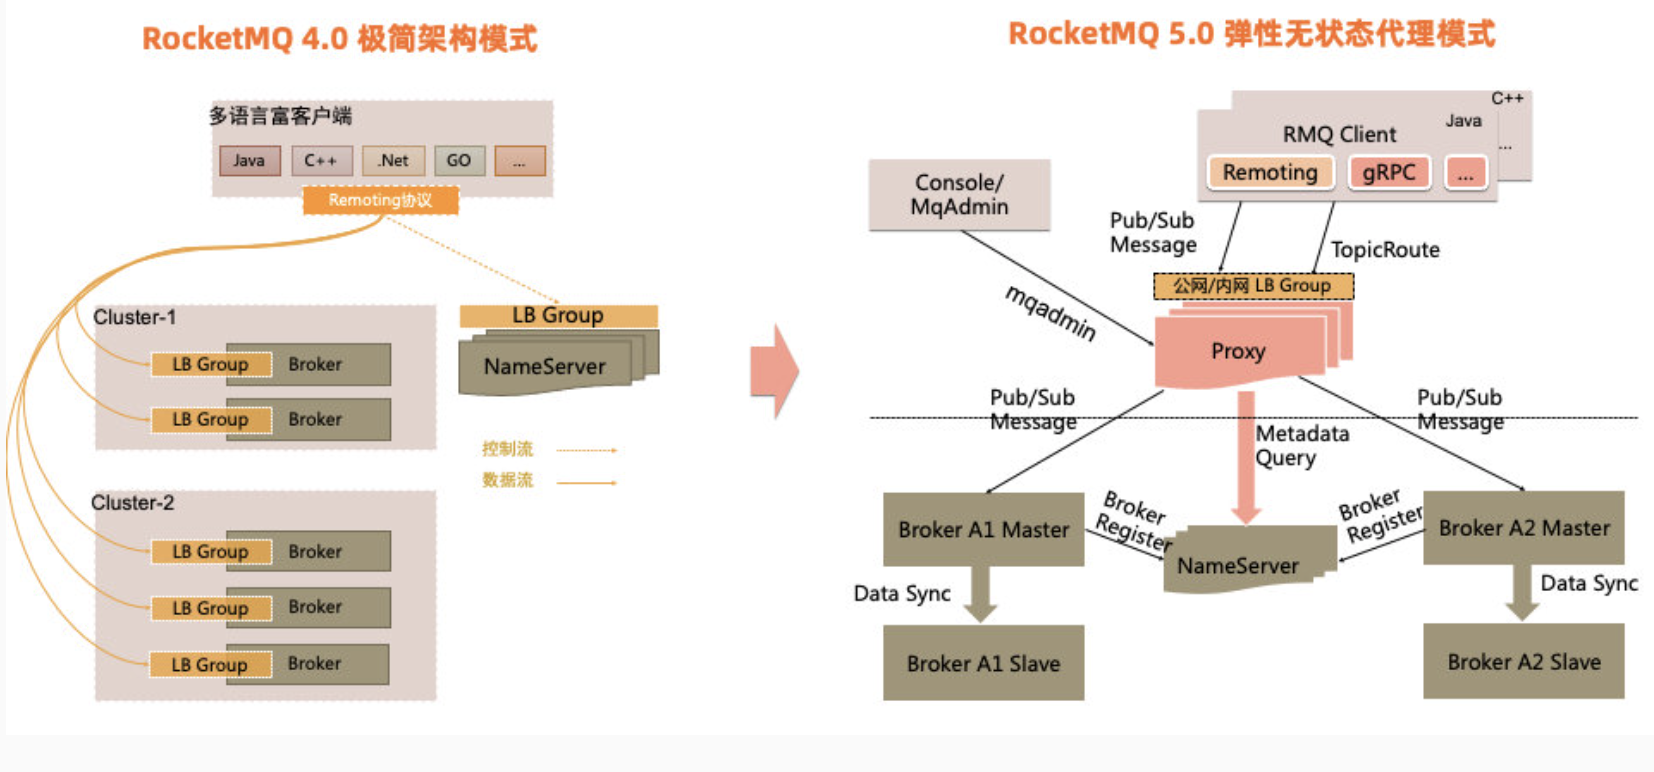 RocketMQ 4.0 极简架构模式
多语言富客户端
Java
C++
.Net
GO
...
Remoting协议
Cluster-1
LB Group
Broker
LB Group
Broker
LB Group
NameServer
控制流
数据流
Cluster-2
LB Group
Broker
LB Group
Broker
LB Group
Broker
RocketMQ 5.0 弹性无状态代理模式
C++
Java
...
RMQ Client
Remoting
gRPC
...
Console/
MqAdmin
Pub/Sub
Message
TopicRoute
mqadmin
公网/内网 LB Group
Proxy
Pub/Sub
Message
Metadata
Query
Pub/Sub
Message
Broker A1 Master
Broker
Register
NameServer
Broker
Register
Broker A2 Master
Data Sync
Data Sync
Broker A1 Slave
Broker A2 Slave